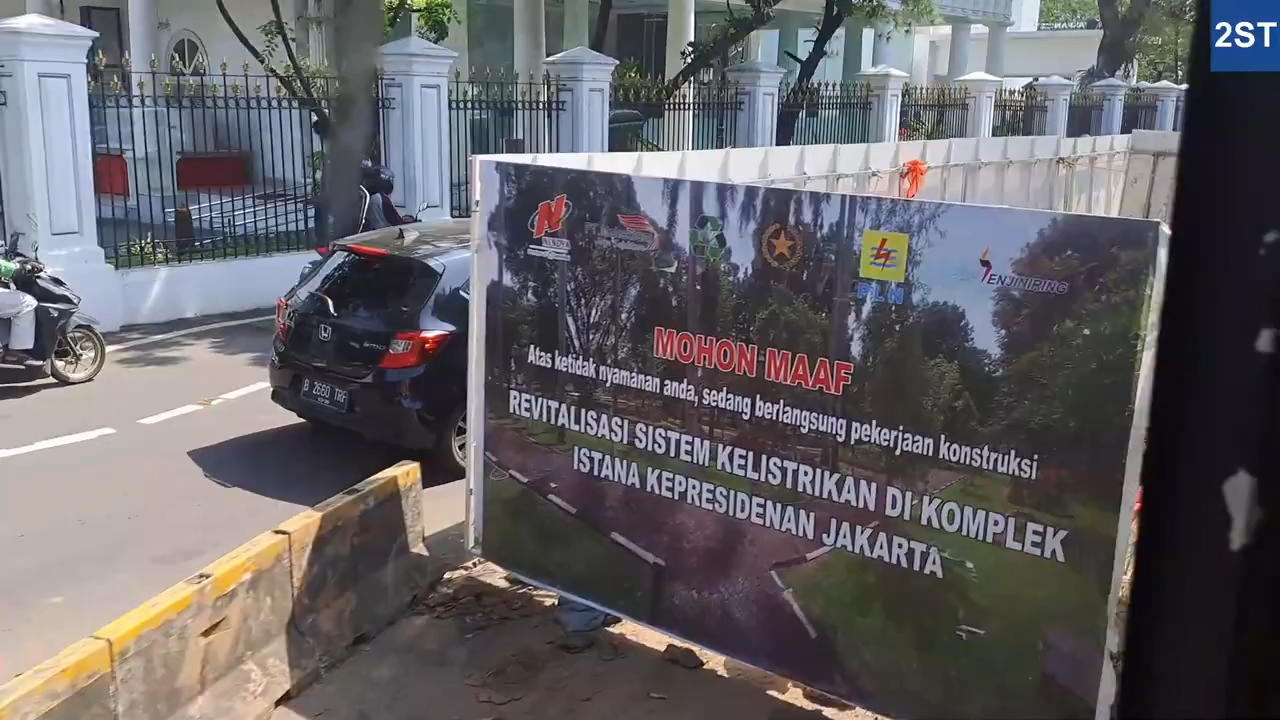 2ST
NINDYA
PLN
ENJINIRING
MOHON MAAF
Atas ketidak nyamanan anda, sedang berlangsung pekerjaan konstruksi
REVITALISASI SISTEM KELISTRIKAN DI KOMPLEK
ISTANA KEPRESIDENAN JAKARTA
B 2660 TRF